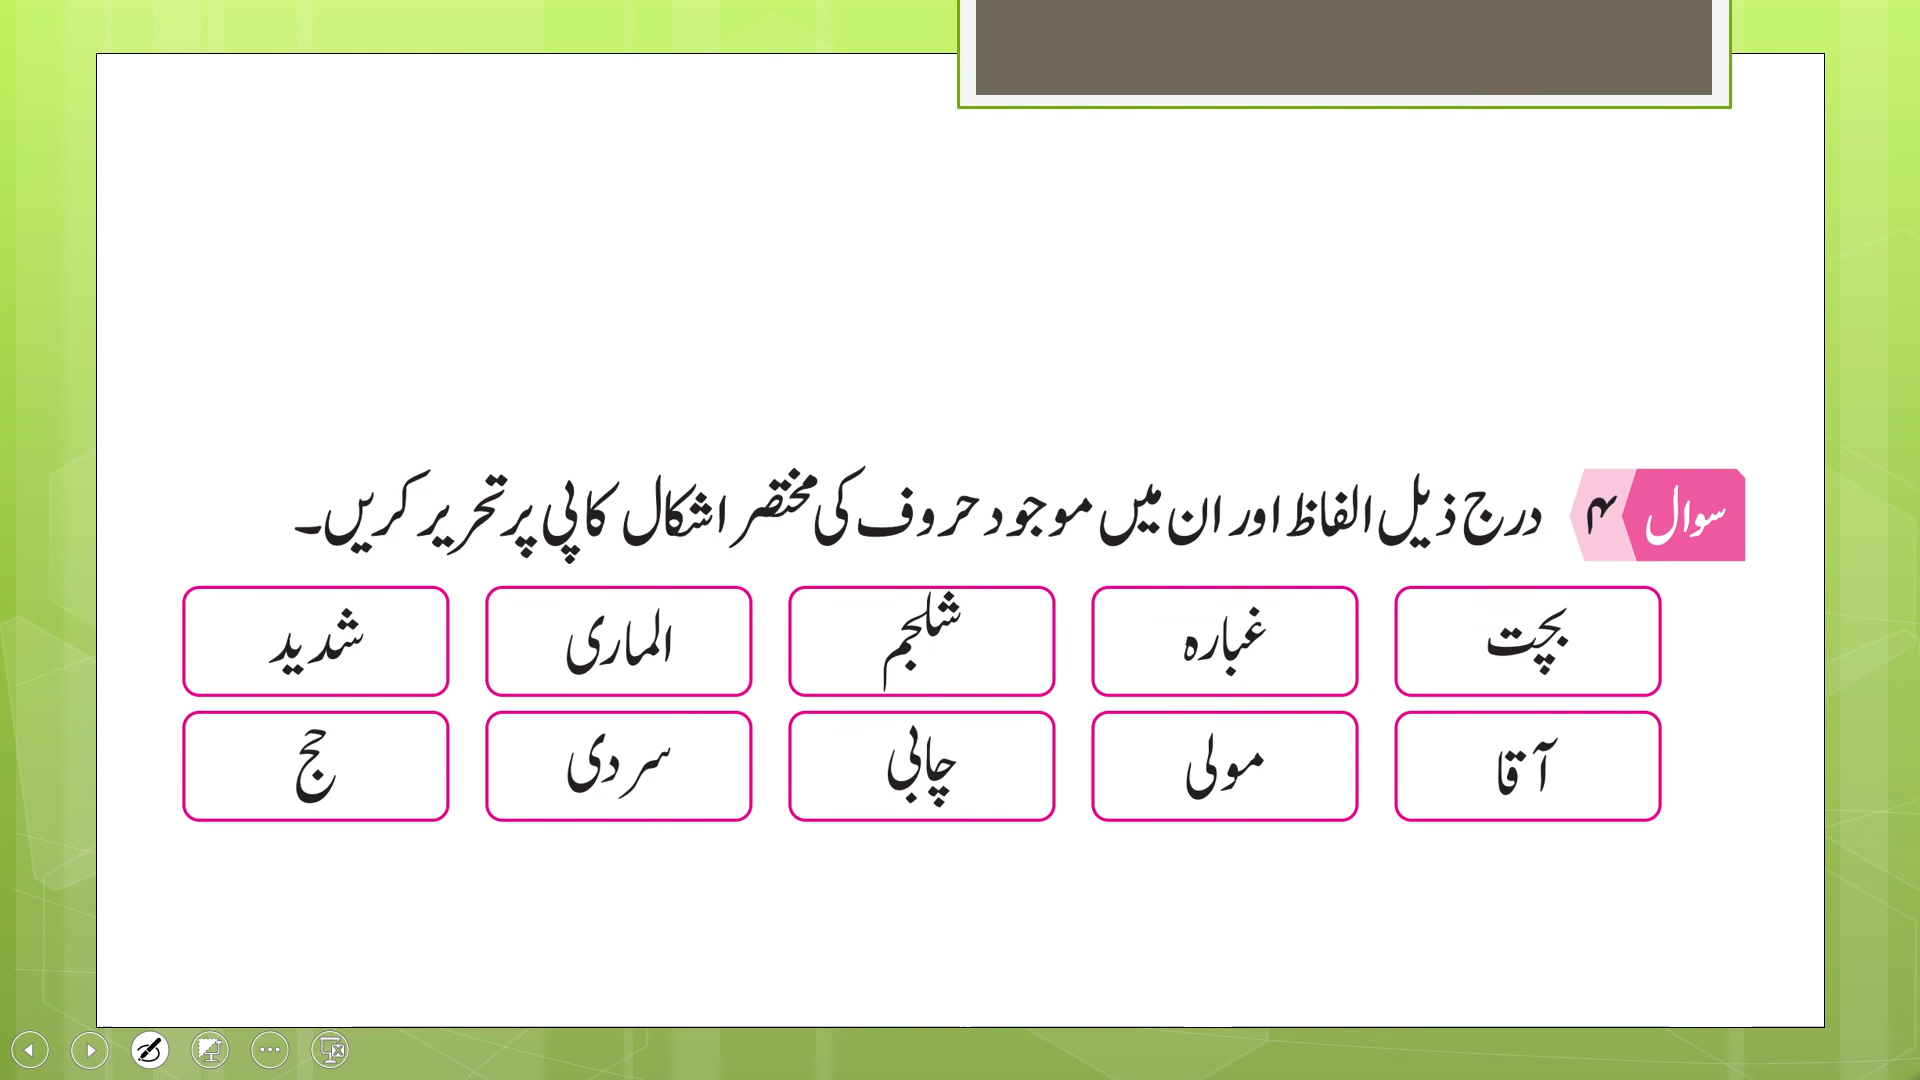 سوال ۴ درج ذیل الفاظ اور ان میں موجود حروف کی مختصر اشکال کاپی پر تحریر کریں۔
بچت غبارہ شلجم الماری شدید
آقا مولی چابی سردی حج